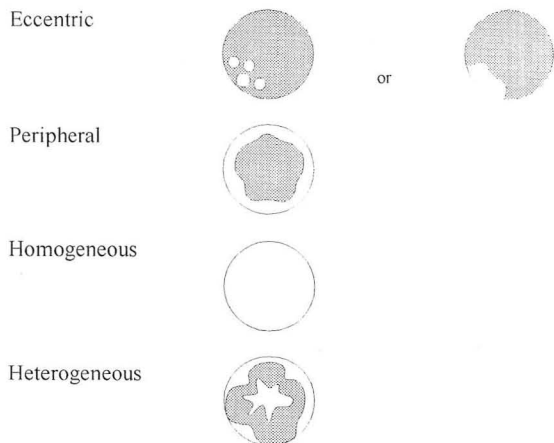 Eccentric
or
Peripheral
Homogeneous
Heterogeneous